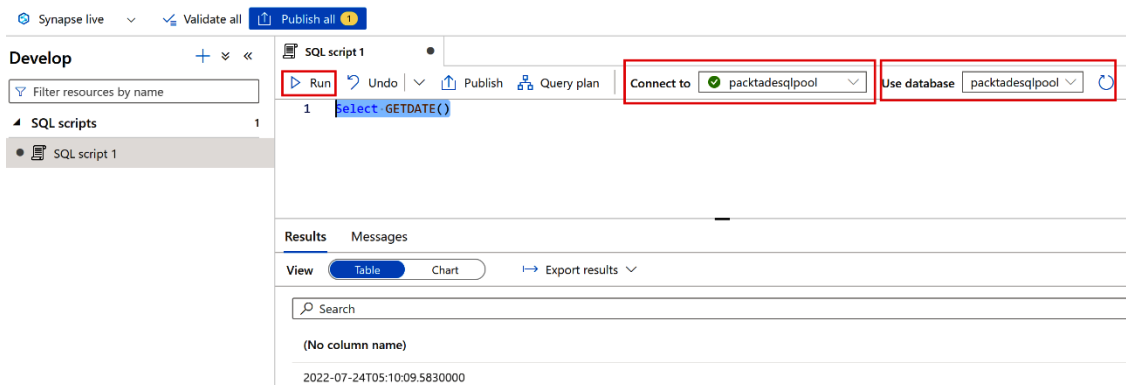 Synapse live Validate all Publish all 1
Develop
Filter resources by name
SQL scripts 1
SQL script 1
SQL script 1
Run Undo Publish Query plan Connect to packtadesqlpool Use database packtadesqlpool
1 Select GETDATE()
Results Messages
View Table Chart Export results
Search
(No column name)
2022-07-24T05:10:09.5830000